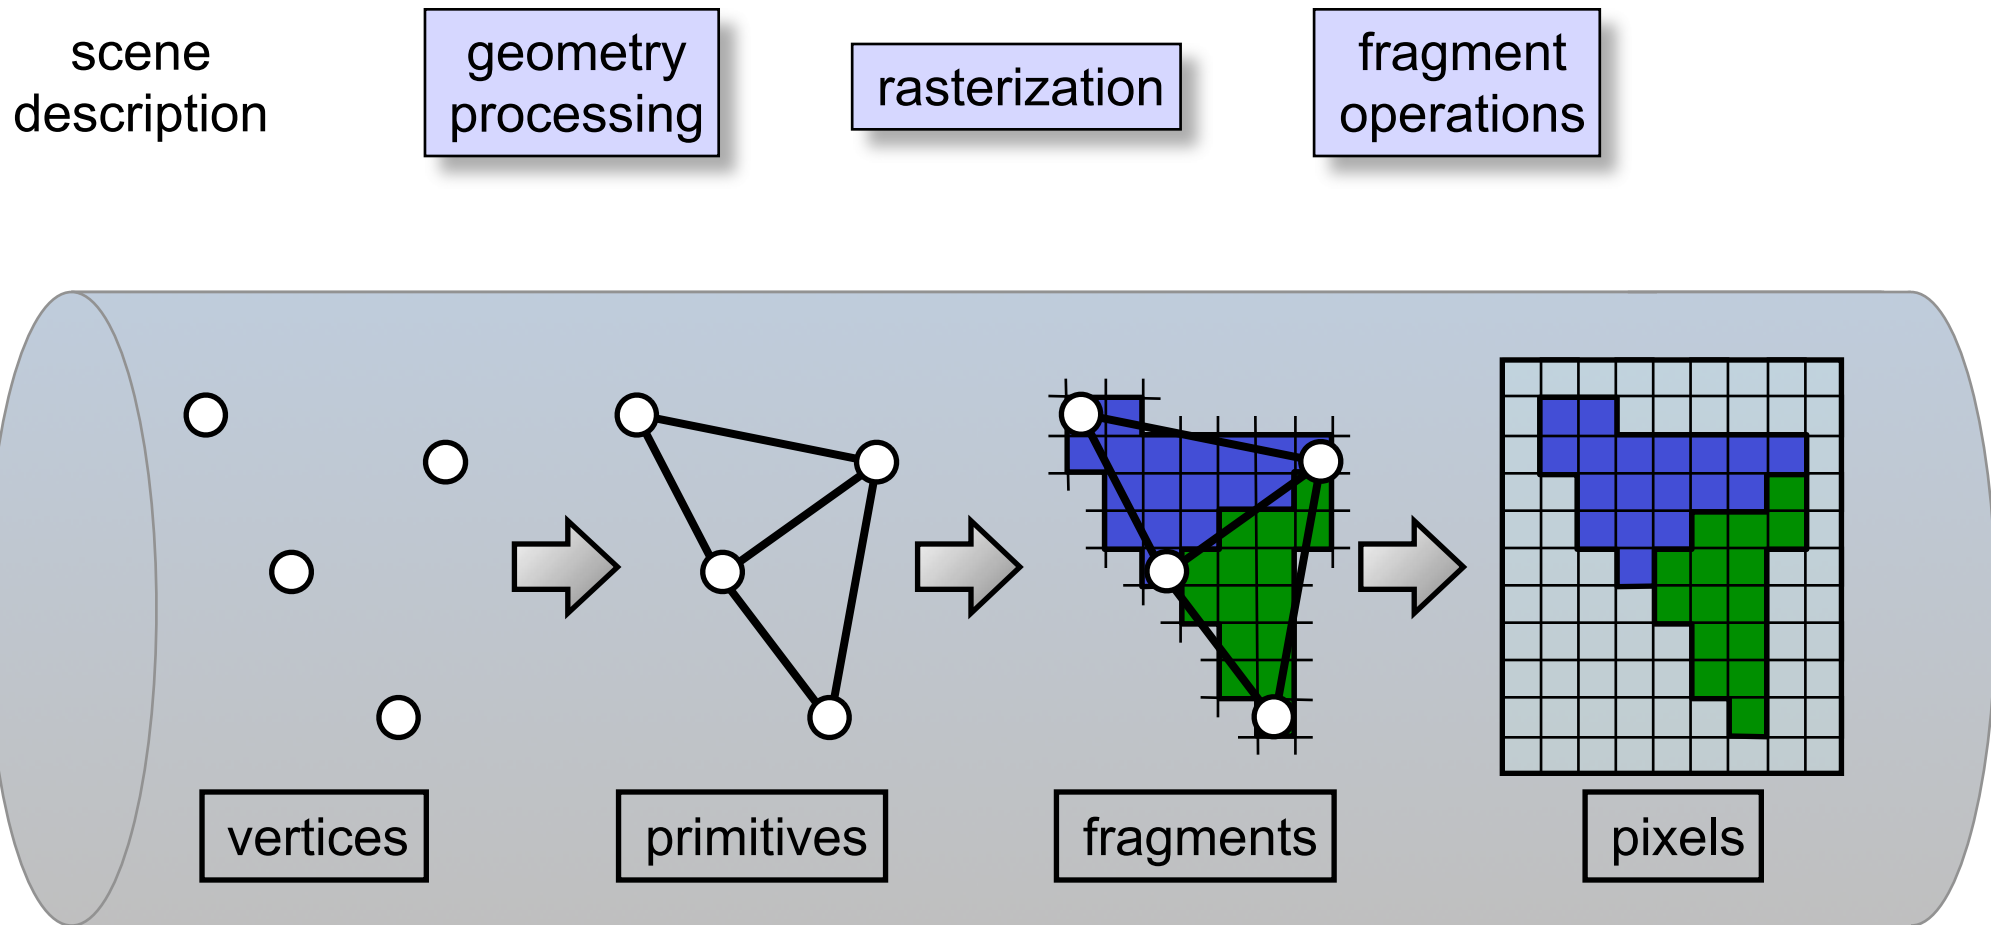 scene
description
geometry
processing
rasterization
fragment
operations
vertices
primitives
fragments
pixels